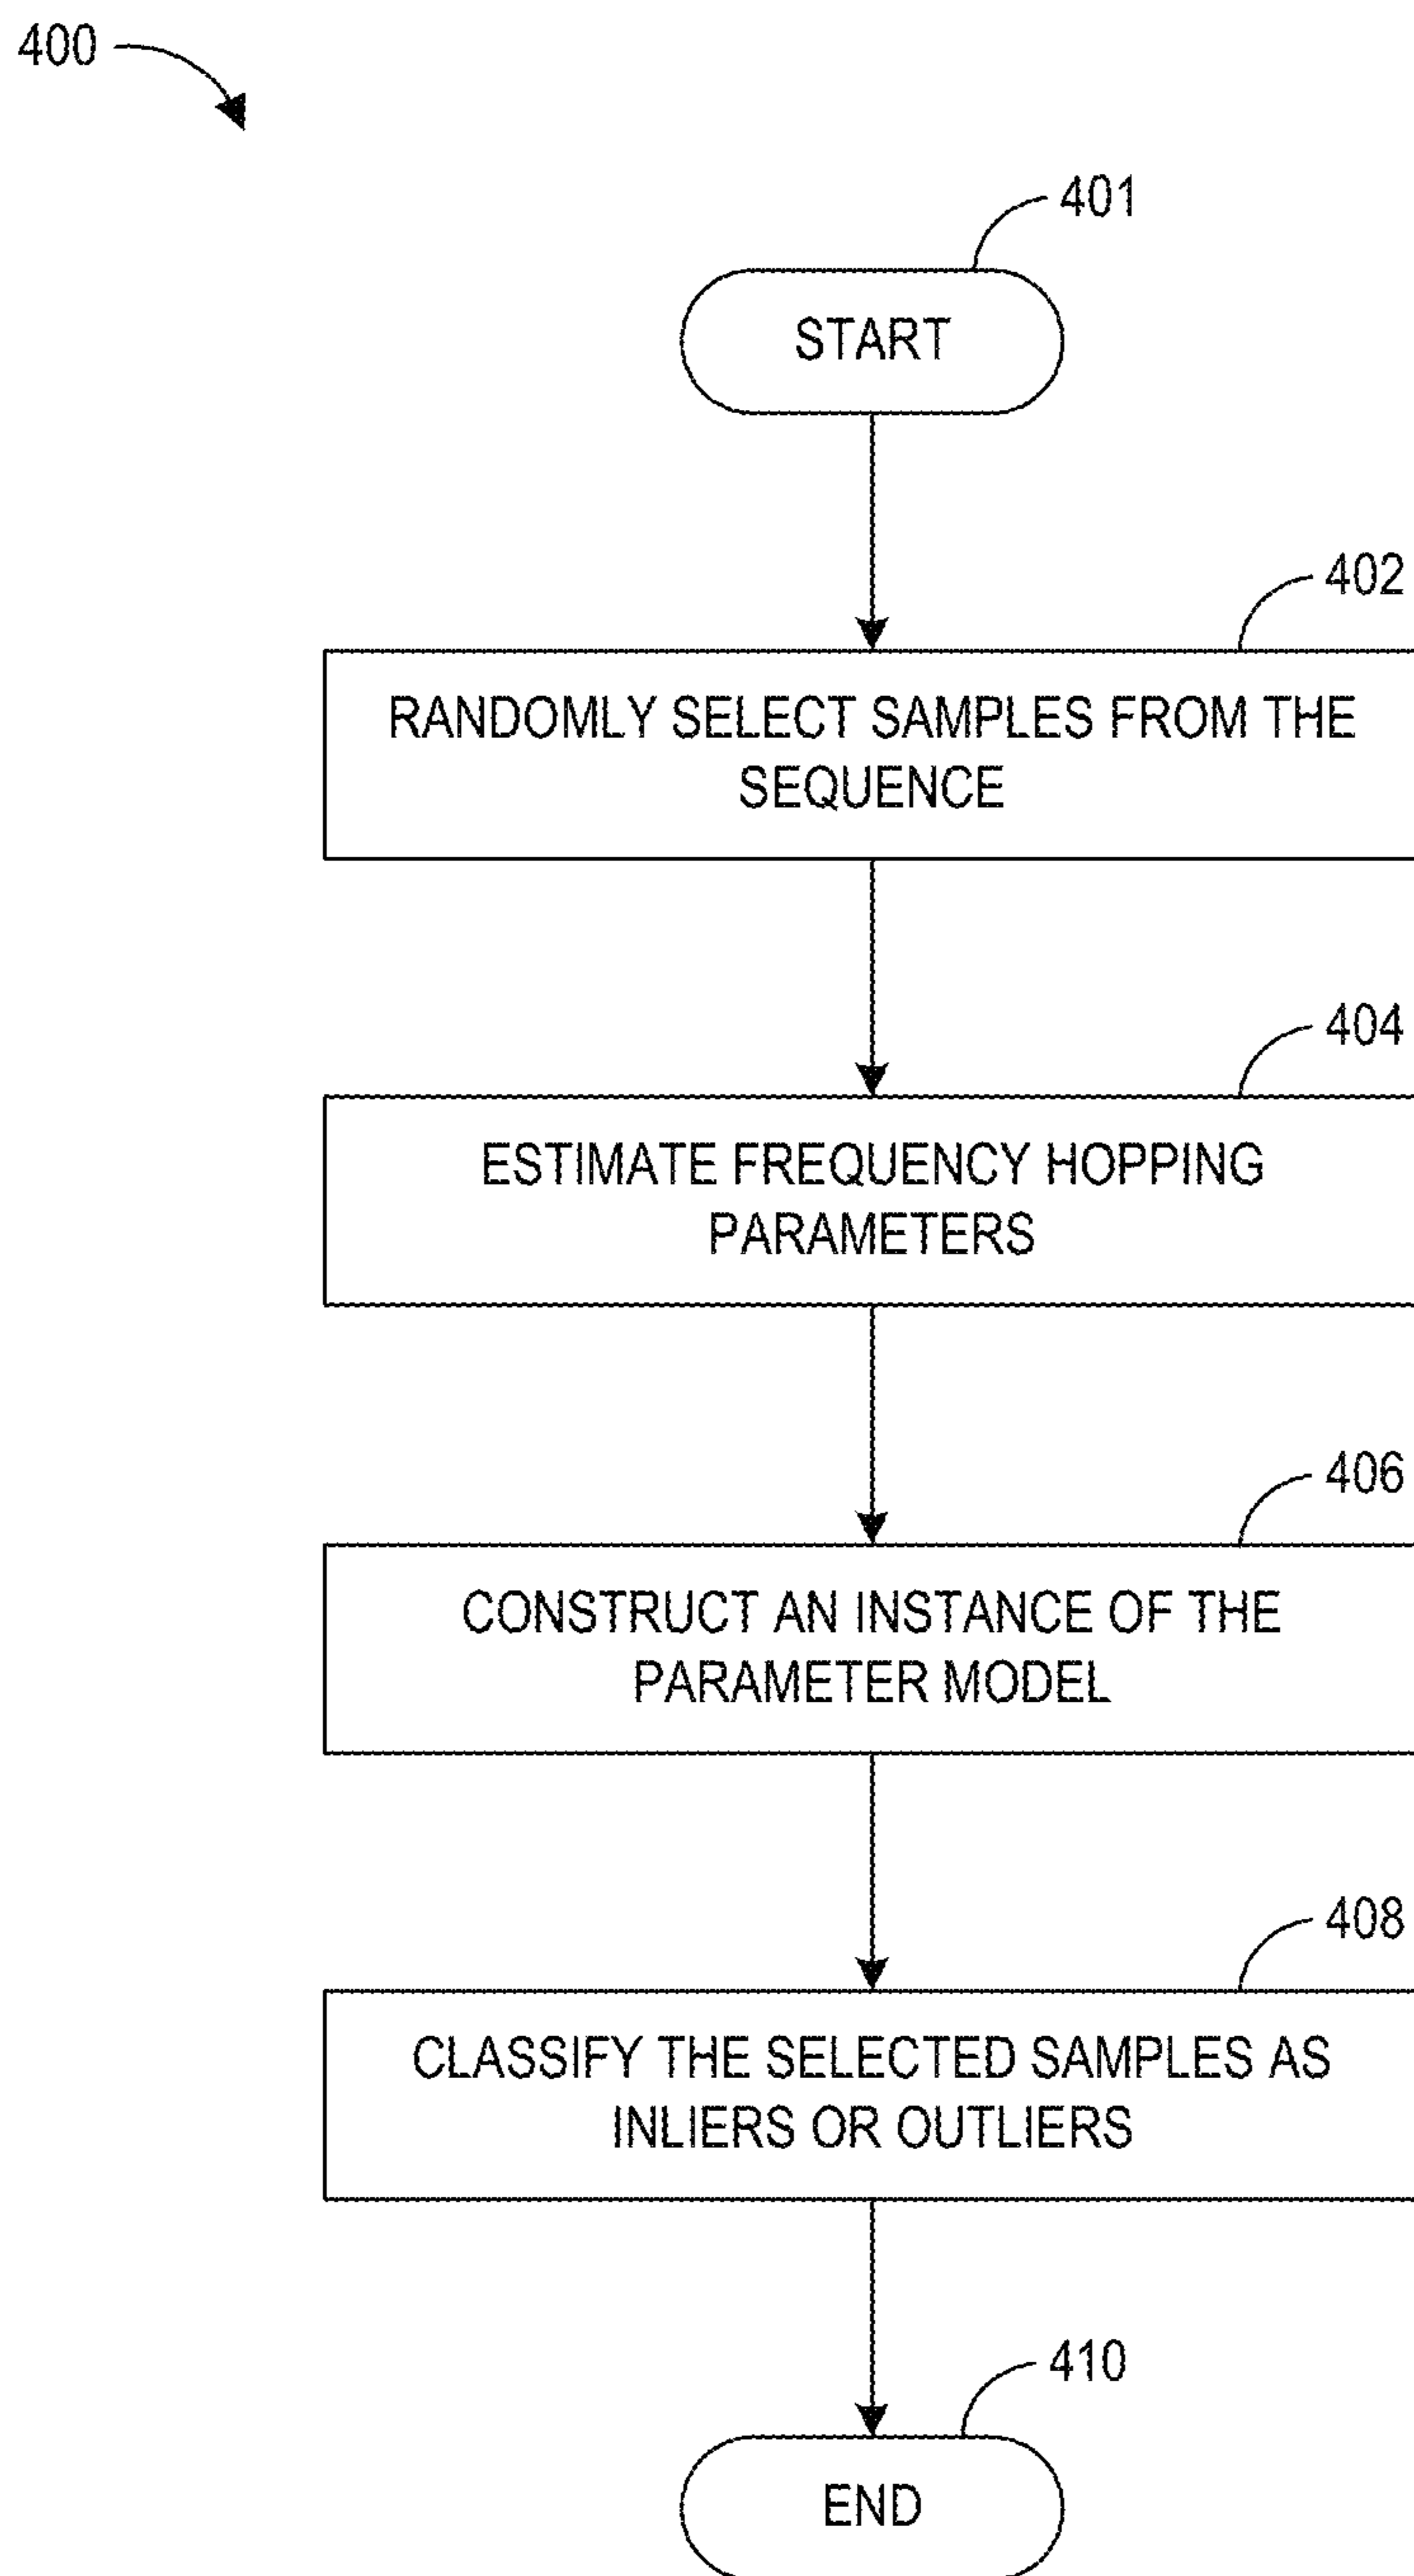 400
401
START
402
RANDOMLY SELECT SAMPLES FROM THE
SEQUENCE
404
ESTIMATE FREQUENCY HOPPING
PARAMETERS
406
CONSTRUCT AN INSTANCE OF THE
PARAMETER MODEL
408
CLASSIFY THE SELECTED SAMPLES AS
INLIERS OR OUTLIERS
410
END